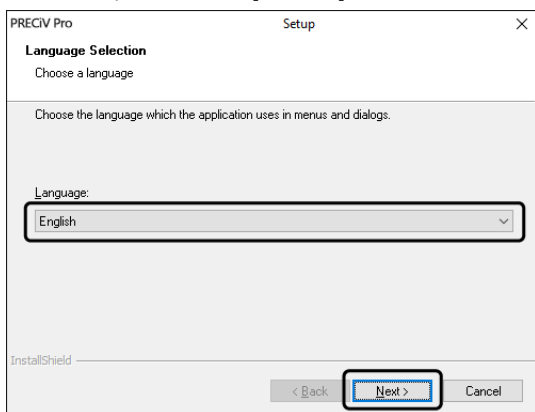 PRECiV Pro Setup
Language Selection
Choose a language
Choose the language which the application uses in menus and dialogs.
Language:
English
InstallShield
< Back Next > Cancel